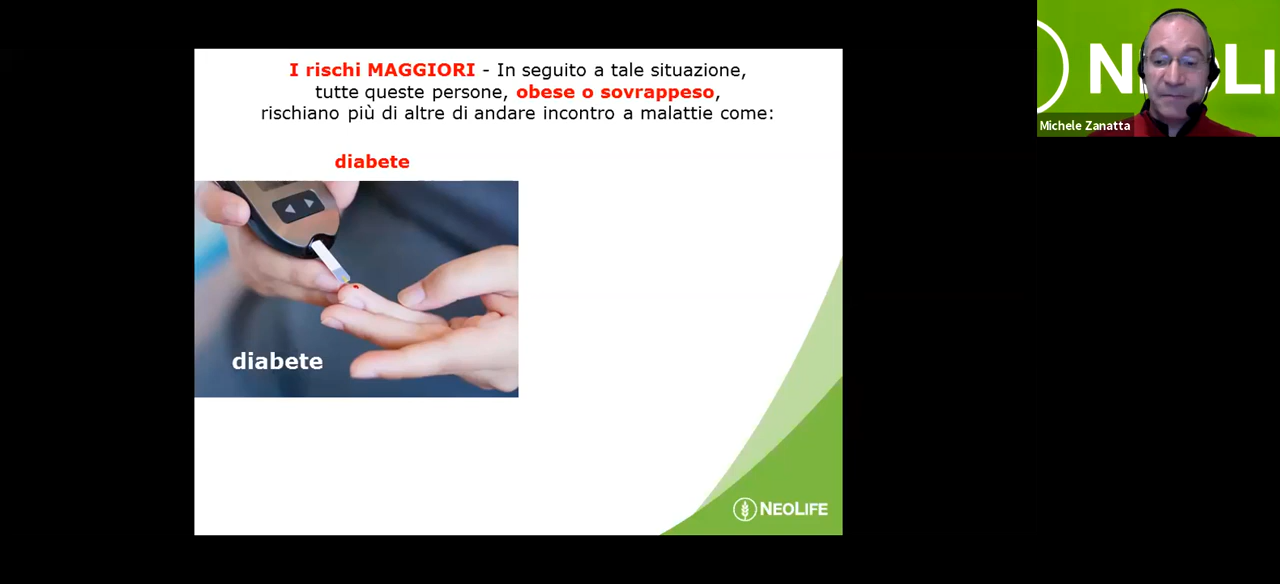 I rischi MAGGIORI - In seguito a tale situazione,
tutte queste persone, obese o sovrappeso,
rischiano più di altre di andare incontro a malattie come:
diabete
diabete
NEOLIFE
NEOLI
Michele Zanatta